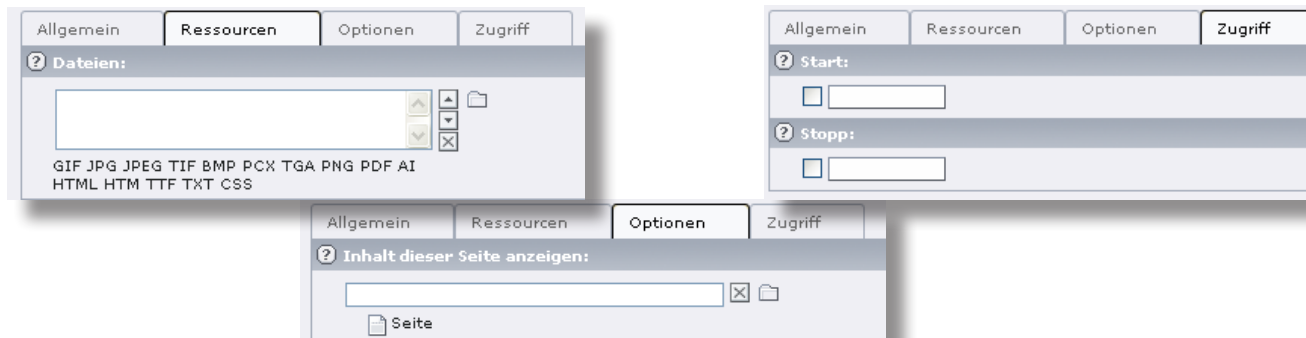 Allgemein Ressourcen Optionen Zugriff
Dateien:
GIF JPG JPEG TIF BMP PCX TGA PNG PDF AI
HTML HTM TTF TXT CSS
Allgemein Ressourcen Optionen Zugriff
Start:
Stopp:
Allgemein Ressourcen Optionen Zugriff
Inhalt dieser Seite anzeigen:
Seite